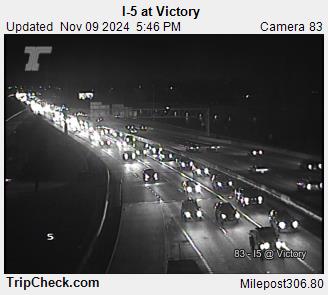 I-5 at Victory
Updated Nov 09 2024 5:46 PM Camera 83
T
S
83 - I5 @ Victory
TripCheck.com Milepost306.80